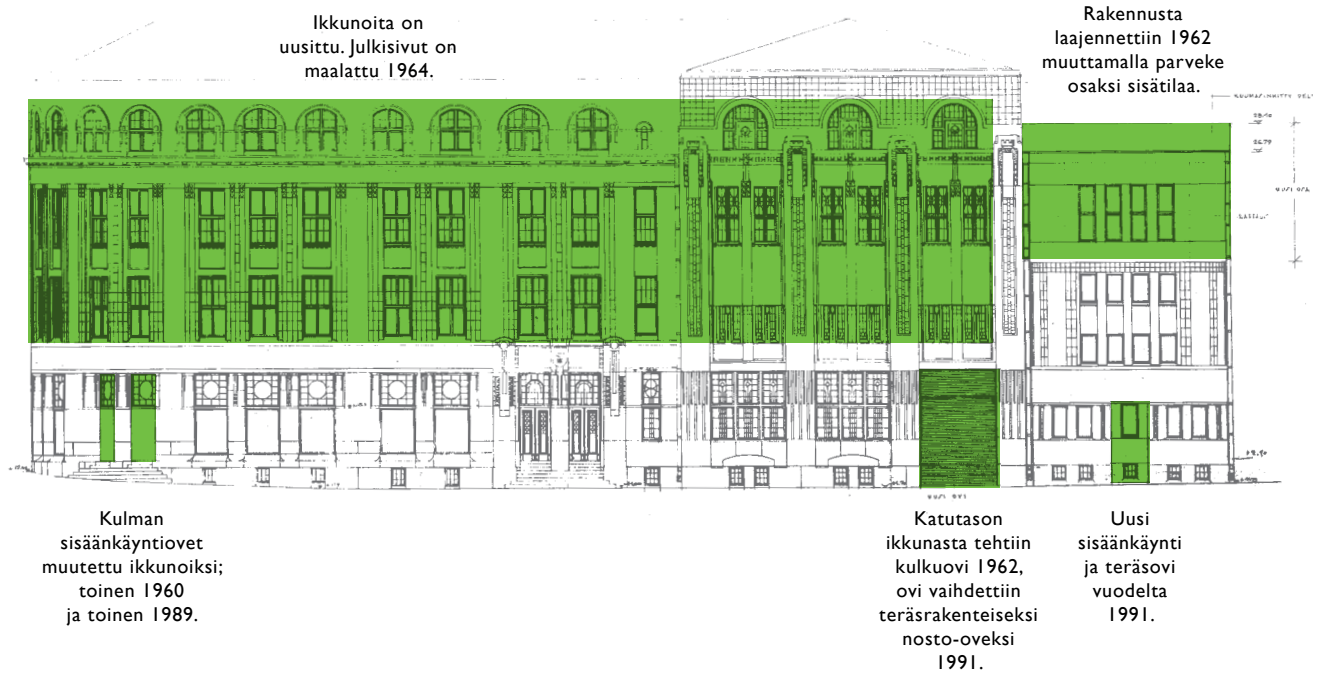 Ikkunoita on
uusittu. Julkisivut on
maalattu 1964.
Rakennusta
laajennettiin 1962
muuttamalla parveke
osaksi sisätilaa.
Kulman
sisäänkäyntiovet
muutettu ikkunoiksi;
toinen 1960
ja toinen 1989.
Katutason
ikkunasta tehtiin
kulkuovi 1962,
ovi vaihdettiin
teräsrakenteiseksi
nosto-oveksi
1991.
Uusi
sisäänkäynti
ja teräsovi
vuodelta
1991.